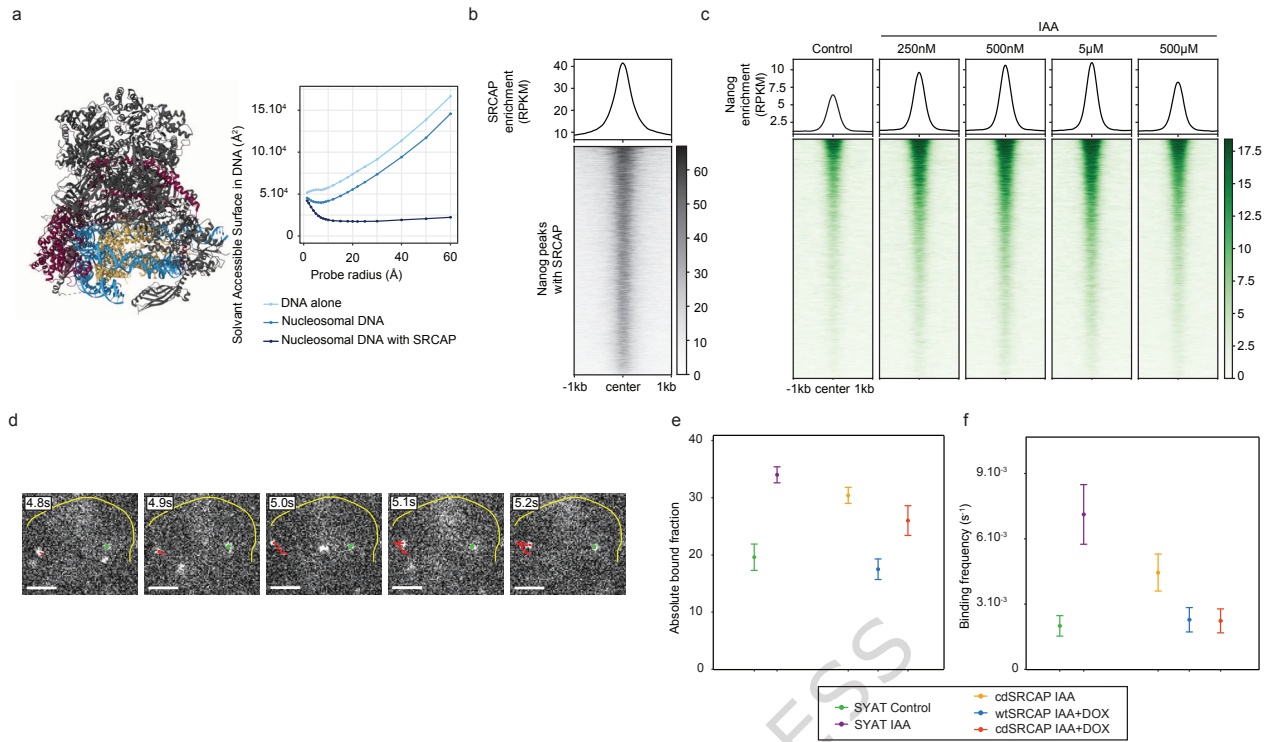 a
Solvant Accessible Surface in DNA (Å²)
15.10⁴
10.10⁴
5.10⁴
0
0 10 20 30 40 50 60
Probe radius (Å)
DNA alone
Nucleosomal DNA
Nucleosomal DNA with SRCAP
b
SRCAP
enrichment
(RPKM)
40
30
20
10
Nanog peaks
with SRCAP
60
50
40
30
20
10
0
-1kb center 1kb
c
IAA
Control 250nM 500nM 5µM 500µM
Nanog
enrichment
(RPKM)
10
7.5
5
2.5
17.5
15
12.5
10
7.5
5
2.5
0
-1kb center 1kb
d
4.8s 4.9s 5.0s 5.1s 5.2s
e
Absolute bound fraction
40
30
20
10
0
f
Binding frequency (s⁻¹)
9.10⁻³
6.10⁻³
3.10⁻³
0
SYAT Control
SYAT IAA
cdSRCAP IAA
wtSRCAP IAA+DOX
cdSRCAP IAA+DOX
ESS